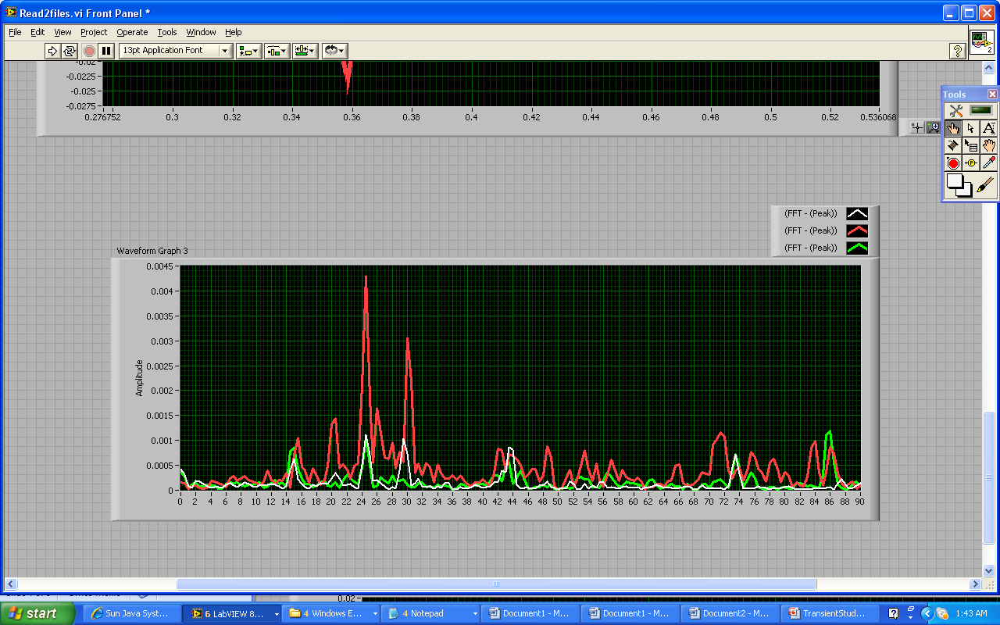 Read2files.vi Front Panel *
File Edit View Project Operate Tools Window Help
13pt Application Font
?
2
-0.02
-0.0225
-0.025
-0.0275
0.276752 0.3 0.32 0.34 0.36 0.38 0.4 0.42 0.44 0.46 0.48 0.5 0.52 0.536068
Tools
A
P
(FFT - (Peak))
(FFT - (Peak))
(FFT - (Peak))
Waveform Graph 3
Amplitude
0.0045
0.004
0.0035
0.003
0.0025
0.002
0.0015
0.001
0.0005
0
0 2 4 6 8 10 12 14 16 18 20 22 24 26 28 30 32 34 36 38 40 42 44 46 48 50 52 54 56 58 60 62 64 66 68 70 72 74 76 78 80 82 84 86 88 90
0.02
start Sun Java Syst... 6 LabVIEW 8... 4 Windows E... 4 Notepad Document1 - M... Document1 - M... Document2 - M... TransientStud... ? 1:43 AM